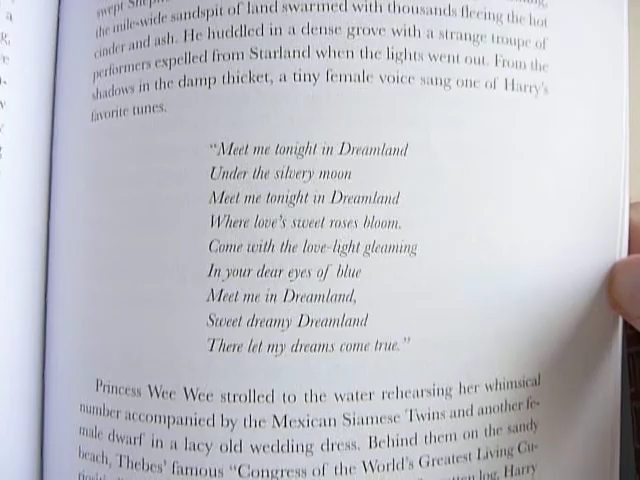 swept
the mile-wide sandspit of land swarmed with thousands fleeing the hot
cinder and ash. He huddled in a dense grove with a strange troupe of
performers expelled from Starland when the lights went out. From the
shadows in the damp thicket, a tiny female voice sang one of Harry's
favorite tunes.
"Meet me tonight in Dreamland
Under the silvery moon
Meet me tonight in Dreamland
Where love's sweet roses bloom.
Come with the love-light gleaming
In your dear eyes of blue
Meet me in Dreamland,
Sweet dreamy Dreamland
There let my dreams come true."
Princess Wee Wee strolled to the water rehearsing her whimsical
number accompanied by the Mexican Siamese Twins and another fe-
male dwarf in a lacy old wedding dress. Behind them on the sandy
beach, Thebes' famous "Congress of the World's Greatest Living Cu-
log, Harry